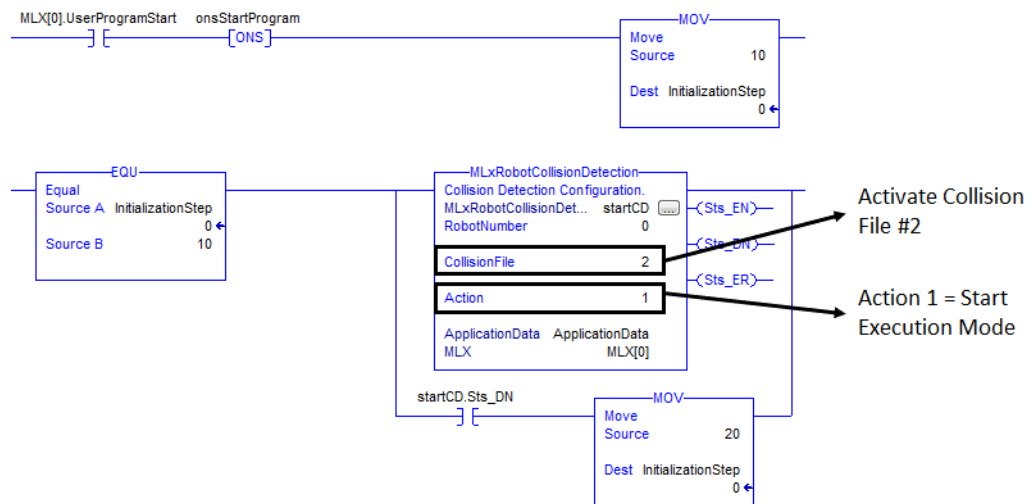 MLX[0].UserProgramStart onsStartProgram
ONS
MOV
Move
Source 10
Dest InitializationStep
0
EQU
Equal
Source A InitializationStep
0
Source B 10
MLxRobotCollisionDetection
Collision Detection Configuration.
MLxRobotCollisionDet... startCD ...
RobotNumber 0
CollisionFile 2
Action 1
ApplicationData ApplicationData
MLX MLX[0]
(Sts_EN)
(Sts_DN)
(Sts_ER)
Activate Collision
File #2
Action 1 = Start
Execution Mode
startCD.Sts_DN
MOV
Move
Source 20
Dest InitializationStep
0